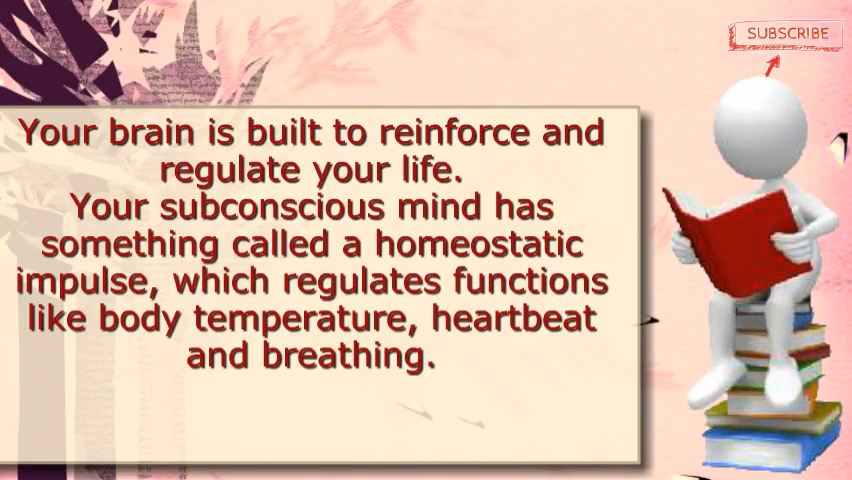 SUBSCRIBE
Your brain is built to reinforce and
regulate your life.
Your subconscious mind has
something called a homeostatic
impulse, which regulates functions
like body temperature, heartbeat
and breathing.